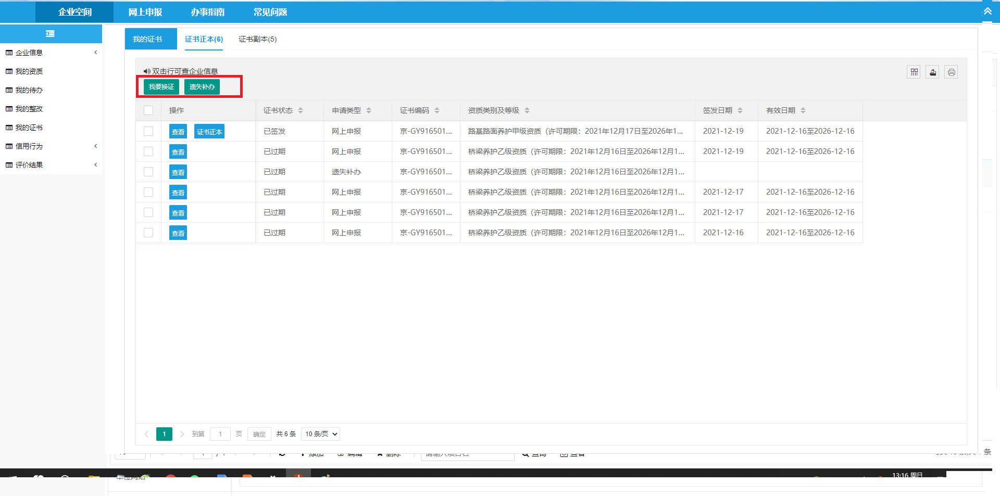 企业空间 网上申报 办事指南 常见问题
我的证书 证书正本(6) 证书副本(5)
企业信息
我的资质
我的待办
我的整改
我的证书
信用行为
评价结果
双击行可查企业信息
我要换证 遗失补办
操作 证书状态 申请类型 证书编码 资质类别及等级 签发日期 有效日期
查看 证书正本 已签发 网上申报 京-GY916501... 路基路面养护甲级资质（许可期限：2021年12月17日至2026年1... 2021-12-19 2021-12-16至2026-12-16
查看 已过期 网上申报 京-GY916501... 桥梁养护乙级资质（许可期限：2021年12月16日至2026年12月1... 2021-12-19 2021-12-16至2026-12-16
查看 已过期 遗失补办 京-GY916501... 桥梁养护乙级资质（许可期限：2021年12月16日至2026年12月1...
查看 已过期 网上申报 京-GY916501... 桥梁养护乙级资质（许可期限：2021年12月16日至2026年12月1... 2021-12-17 2021-12-16至2026-12-16
查看 已过期 网上申报 京-GY916501... 桥梁养护乙级资质（许可期限：2021年12月16日至2026年12月1... 2021-12-17 2021-12-16至2026-12-16
查看 已过期 网上申报 京-GY916501... 桥梁养护乙级资质（许可期限：2021年12月16日至2026年12月1... 2021-12-16 2021-12-16至2026-12-16
1 到第 1 页 确定 共 6 条 10 条/页
添加 编辑 删除 请输入项目名 查询 查看 条
单位网站 13:16 周日